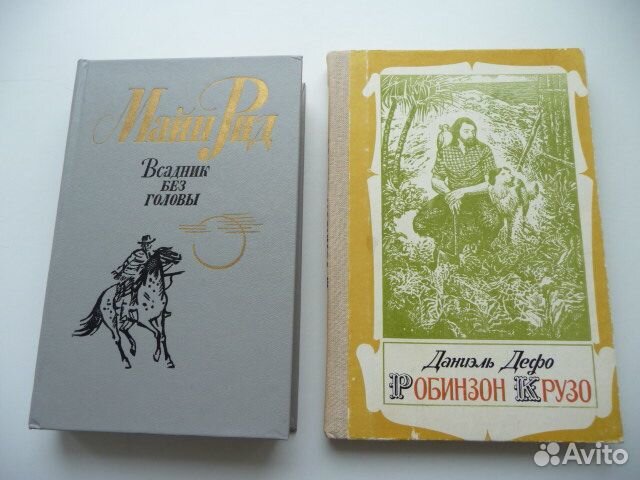 Майн Рид
Всадник
без
головы
Даниэль Дефо
Робинзон Крузо
Avito